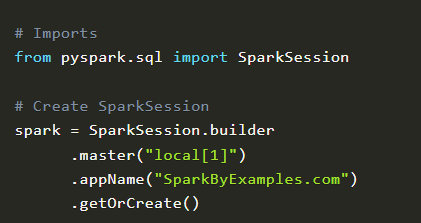 # Imports
from pyspark.sql import SparkSession
# Create SparkSession
spark = SparkSession.builder
.master("local[1]")
.appName("SparkByExamples.com")
.getOrCreate()